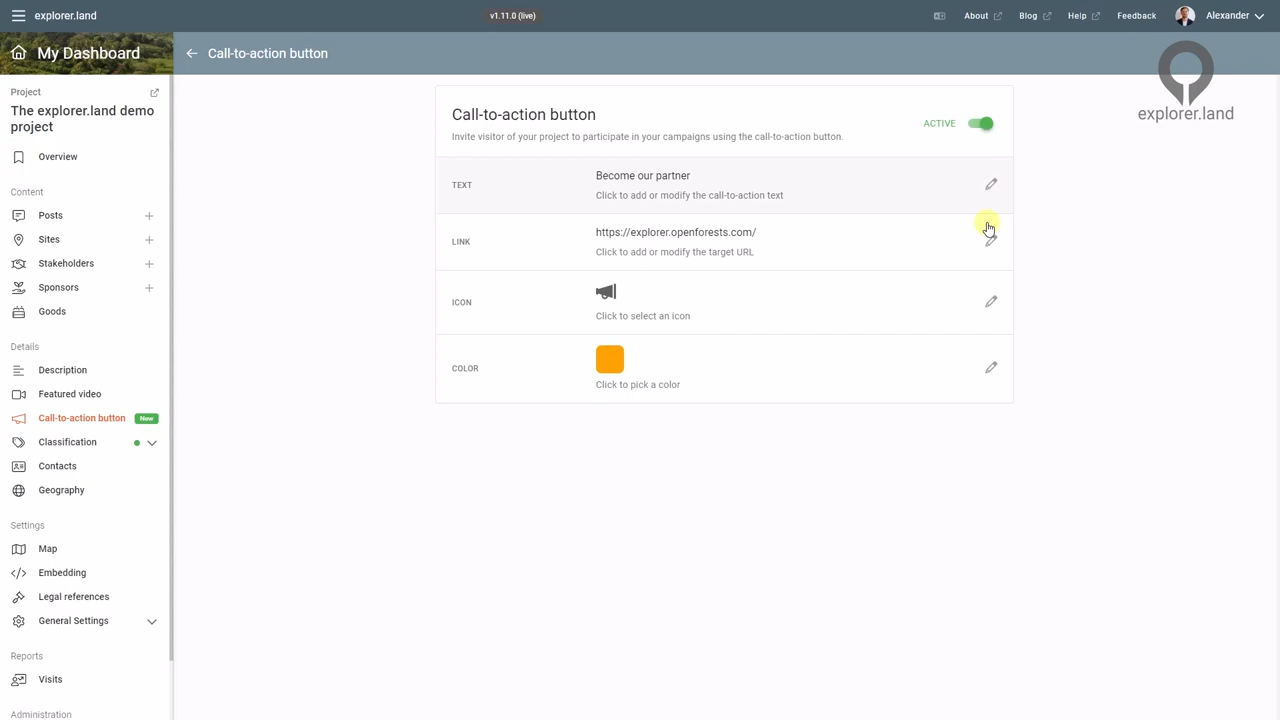 explorer.land
v1.11.0 (live)
About
Blog
Help
Feedback
Alexander
My Dashboard
Call-to-action button
explorer.land
Project
The explorer.land demo
project
Overview
Content
Posts
Sites
Stakeholders
Sponsors
Goods
Details
Description
Featured video
Call-to-action button New
Classification
Contacts
Geography
Settings
Map
Embedding
Legal references
General Settings
Reports
Visits
Administration
Call-to-action button
Invite visitor of your project to participate in your campaigns using the call-to-action button.
ACTIVE
TEXT
Become our partner
Click to add or modify the call-to-action text
LINK
https://explorer.openforests.com/
Click to add or modify the target URL
ICON
Click to select an icon
COLOR
Click to pick a color